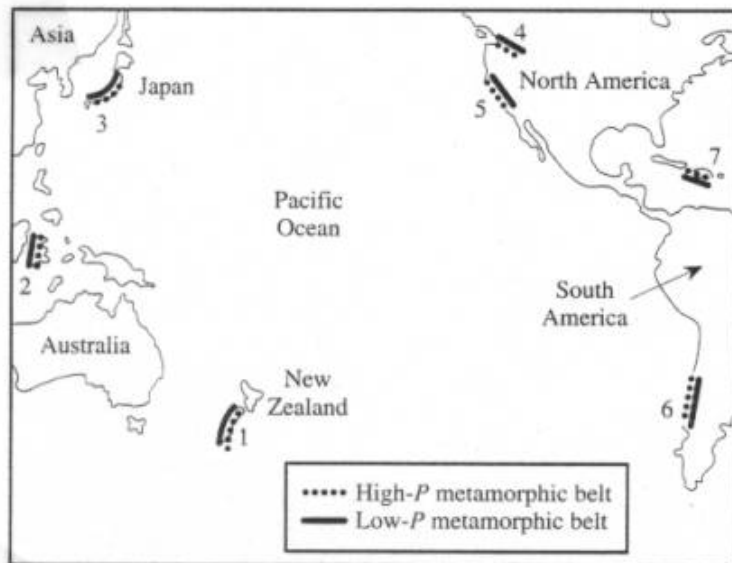 Asia
4
Japan
North America
3
5
7
Pacific
Ocean
2
South
America
Australia
New
Zealand
6
1
High-P metamorphic belt
Low-P metamorphic belt